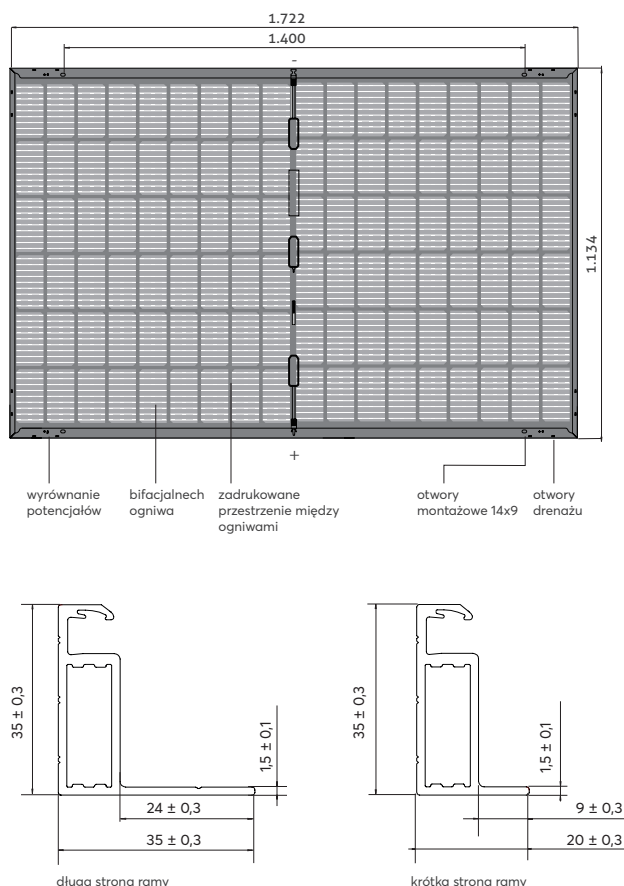 1.722
1.400
-
1.134
+
wyrównanie
potencjałów
bifacjalnech
ogniwa
zadrukowane
przestrzenie między
ogniwami
otwory
montażowe 14x9
otwory
drenażu
35 ± 0,3
1,5 ± 0,1
24 ± 0,3
35 ± 0,3
długa strona ramy
35 ± 0,3
1,5 ± 0,1
9 ± 0,3
20 ± 0,3
krótka strona ramy